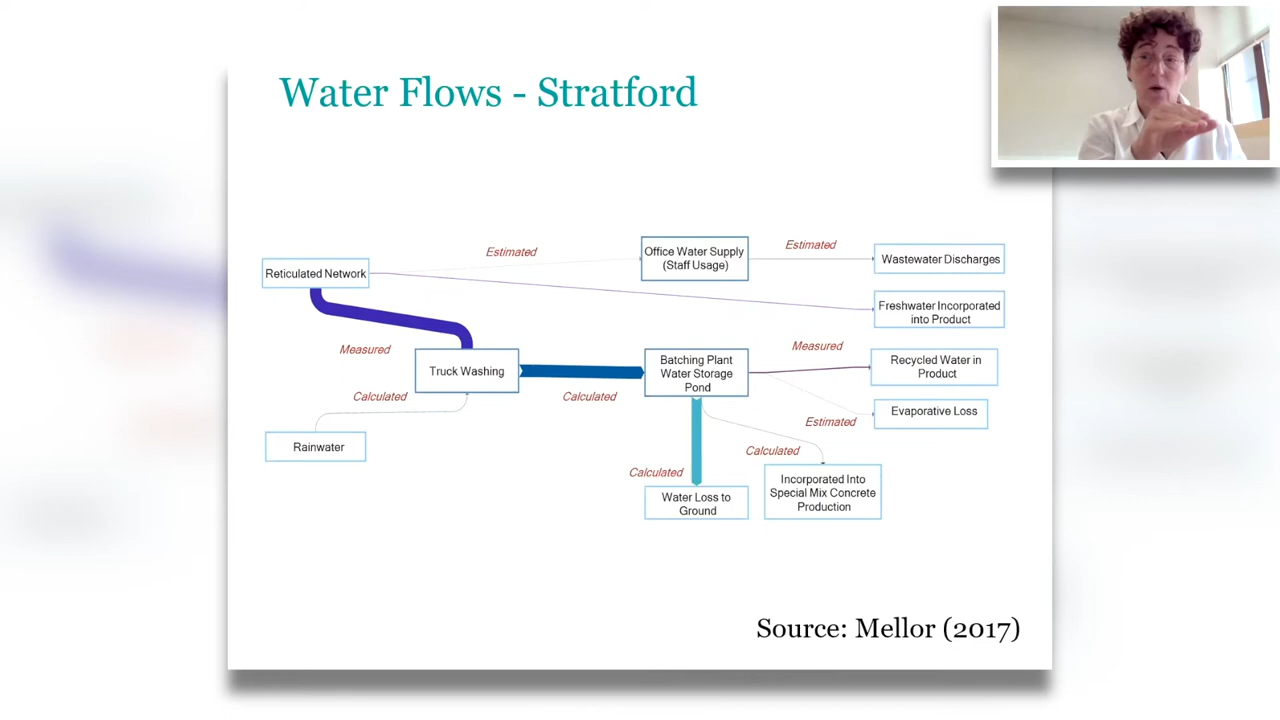 Water Flows - Stratford
Estimated
Office Water Supply
(Staff Usage)
Estimated
Wastewater Discharges
Reticulated Network
Freshwater Incorporated
into Product
Measured
Truck Washing
Calculated
Calculated
Batching Plant
Water Storage
Pond
Measured
Recycled Water in
Product
Estimated
Evaporative Loss
Rainwater
Calculated
Water Loss to
Ground
Calculated
Incorporated Into
Special Mix Concrete
Production
Source: Mellor (2017)